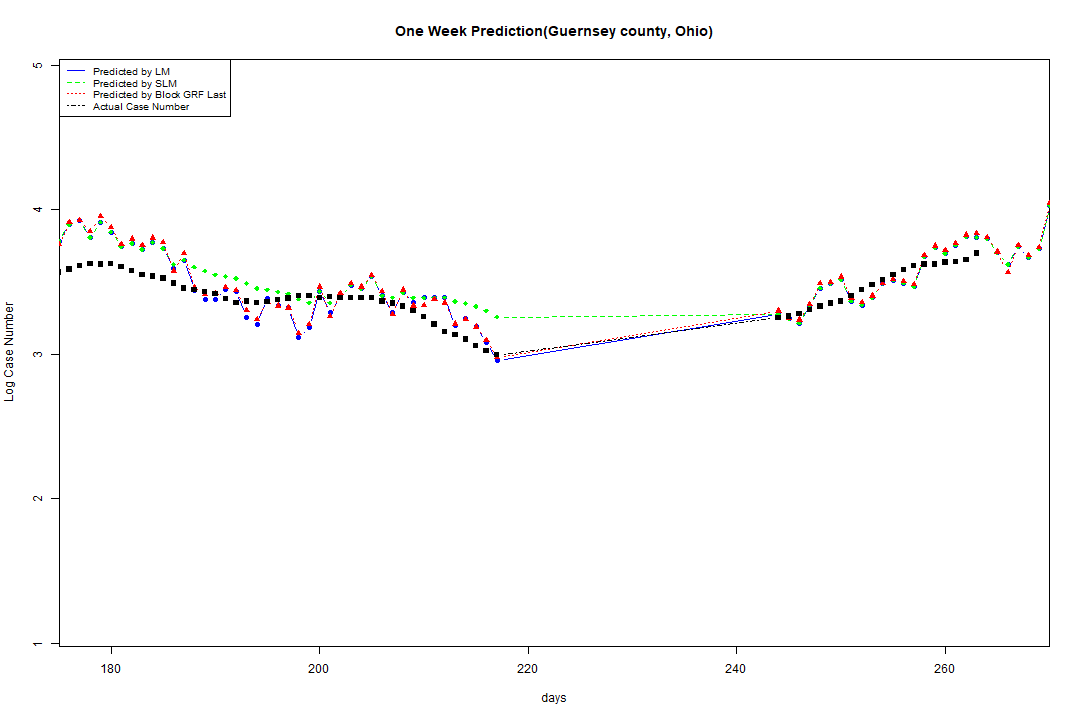 One Week Prediction(Guernsey county, Ohio)
Predicted by LM
Predicted by SLM
Predicted by Block GRF Last
Actual Case Number
5
4
3
2
1
Log Case Number
180 200 220 240 260
days